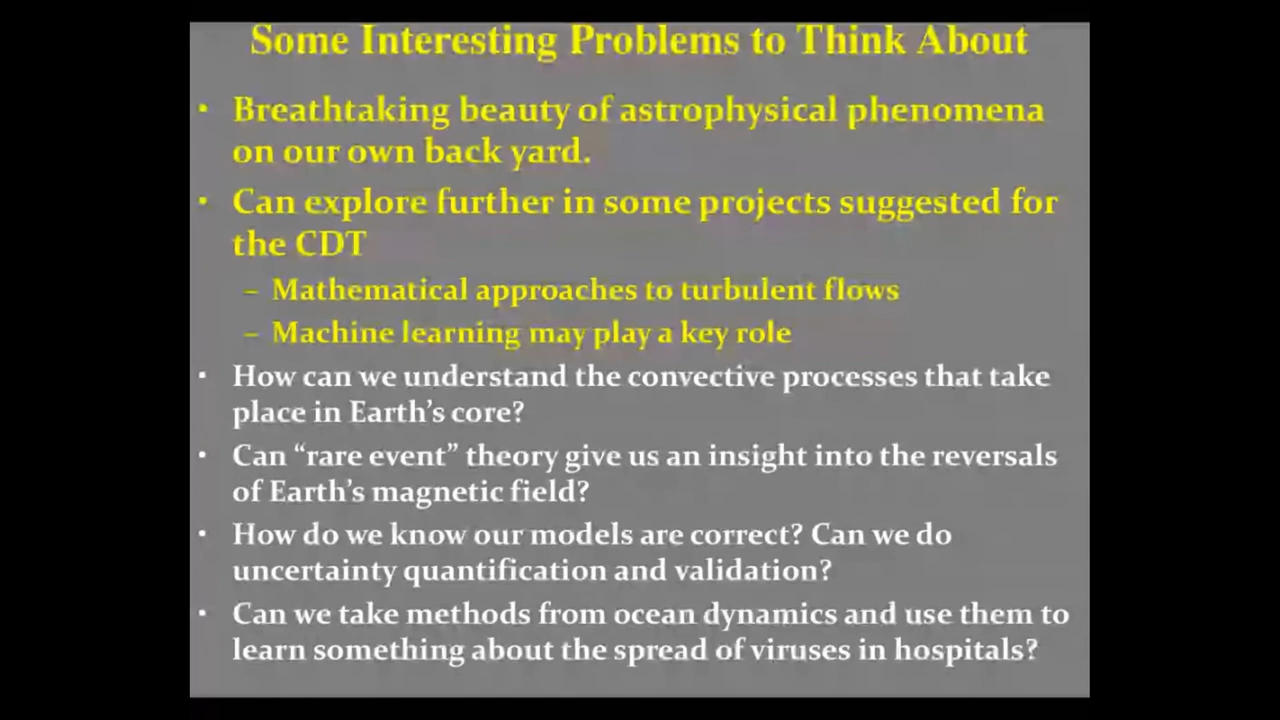 Some Interesting Problems to Think About
• Breathtaking beauty of astrophysical phenomena
on our own back yard.
• Can explore further in some projects suggested for
the CDT
– Mathematical approaches to turbulent flows
– Machine learning may play a key role
• How can we understand the convective processes that take
place in Earth’s core?
• Can “rare event” theory give us an insight into the reversals
of Earth’s magnetic field?
• How do we know our models are correct? Can we do
uncertainty quantification and validation?
• Can we take methods from ocean dynamics and use them to
learn something about the spread of viruses in hospitals?